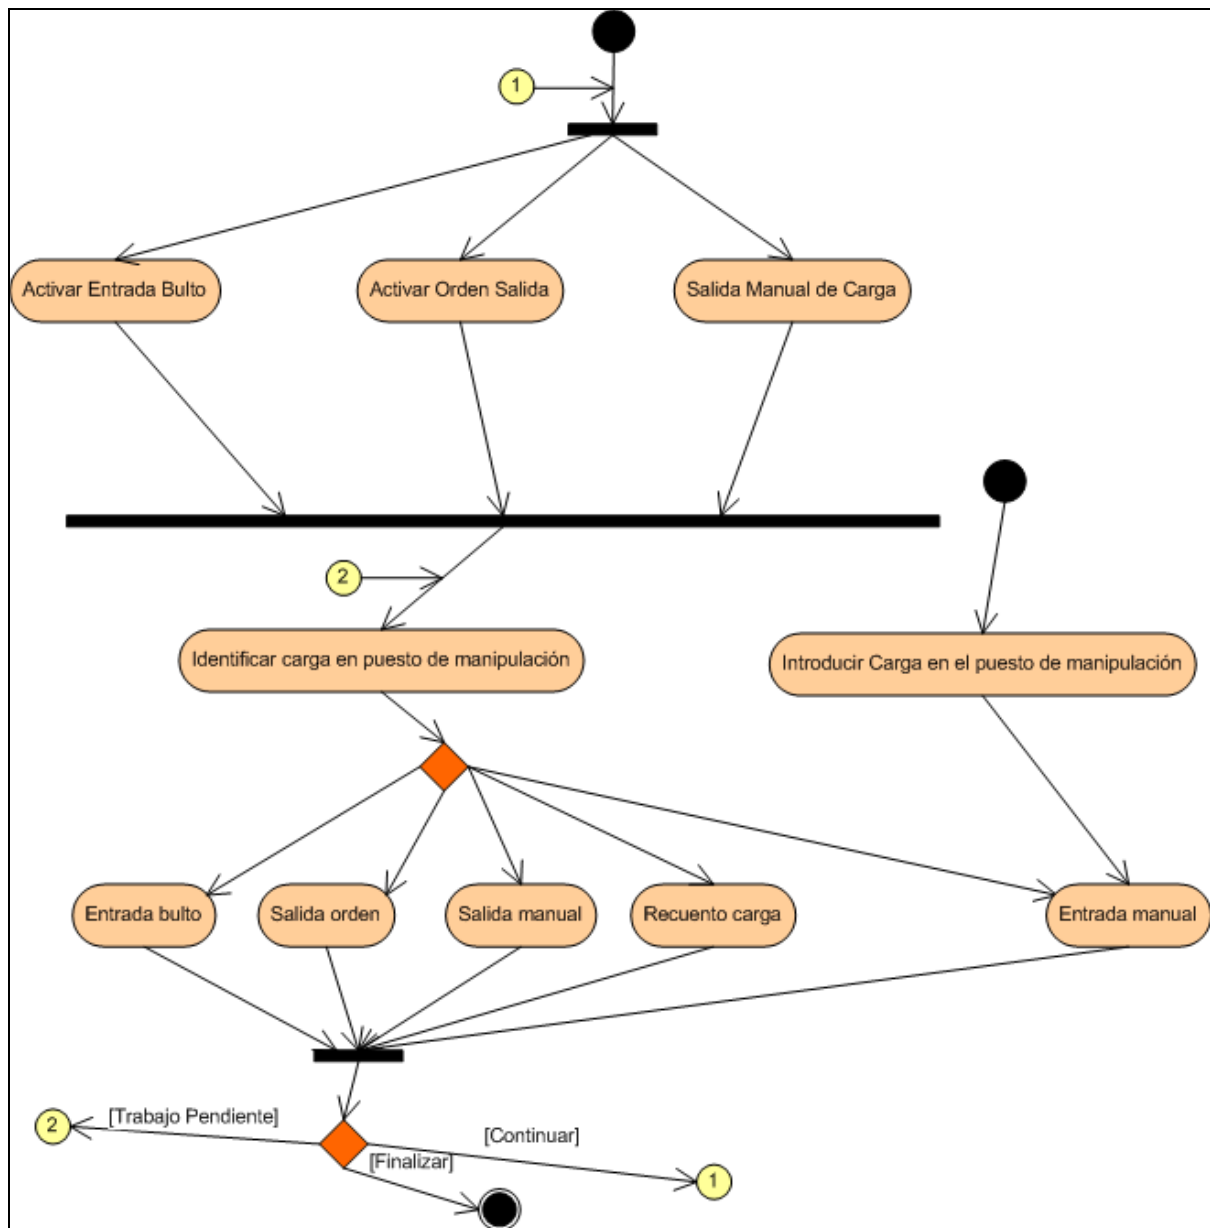 1
Activar Entrada Bulto
Activar Orden Salida
Salida Manual de Carga
2
Identificar carga en puesto de manipulación
Introducir Carga en el puesto de manipulación
Entrada bulto
Salida orden
Salida manual
Recuento carga
Entrada manual
[Trabajo Pendiente]
2
[Continuar]
[Finalizar]
1